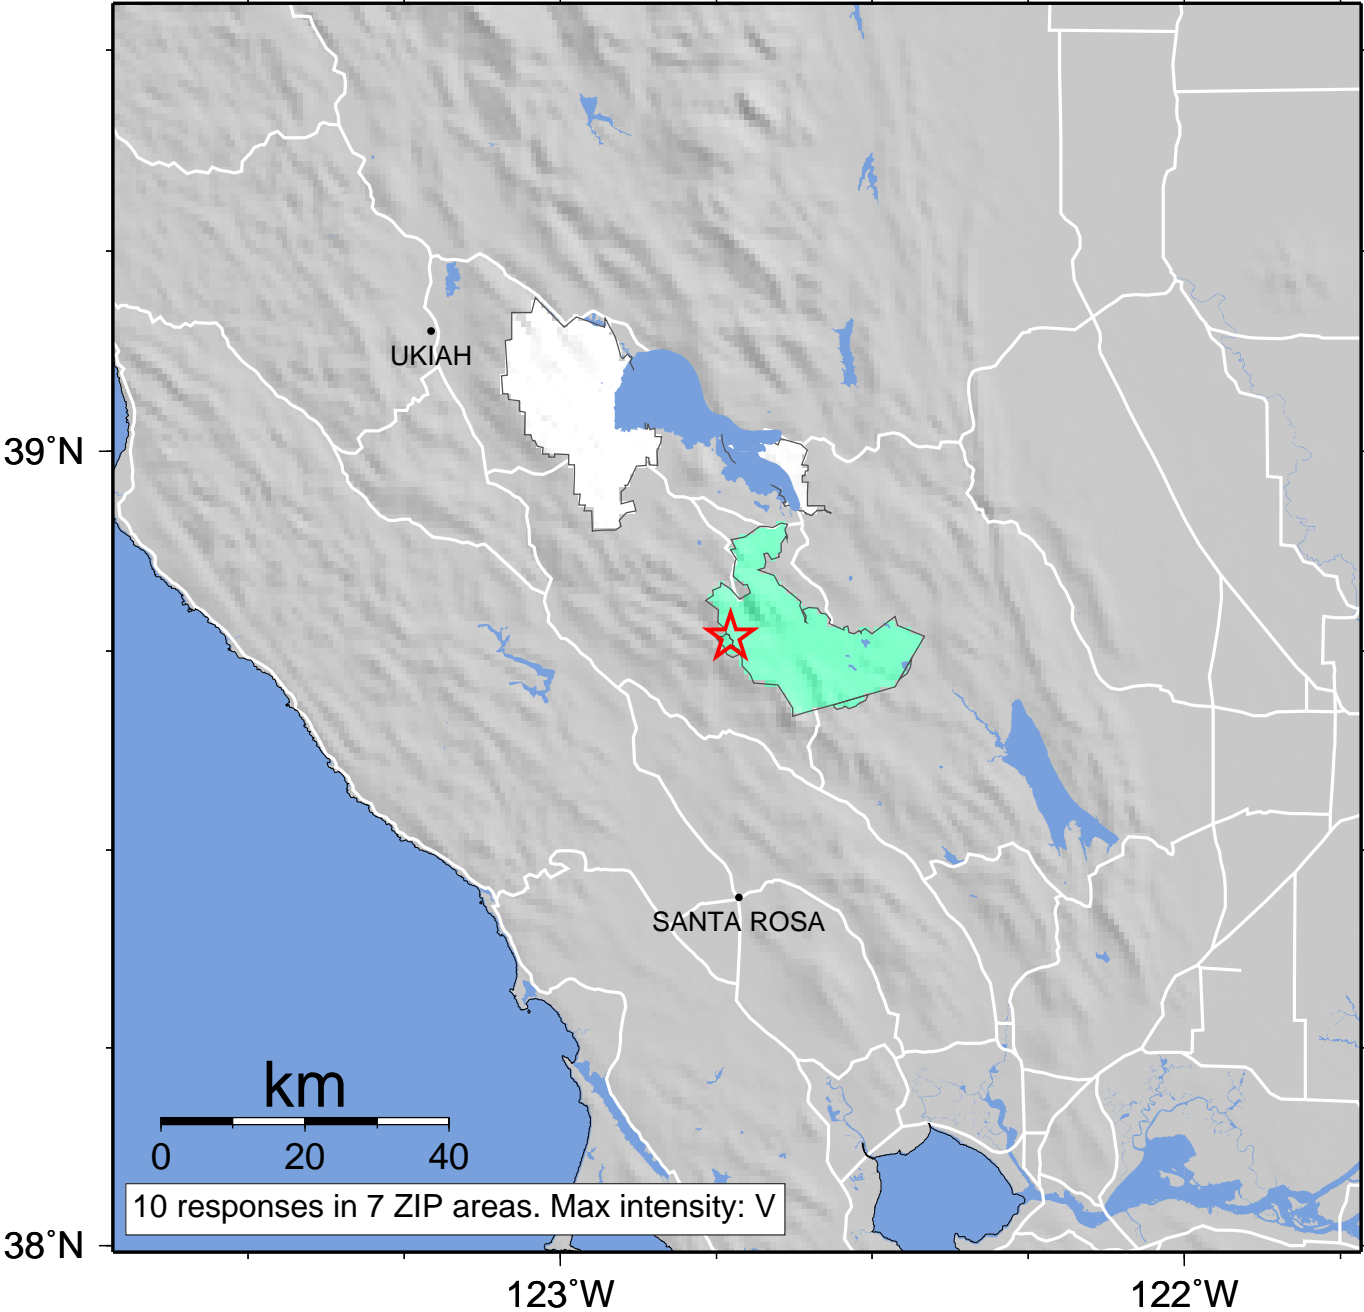 UKIAH
39°N
SANTA ROSA
km
0 20 40
10 responses in 7 ZIP areas. Max intensity: V
38°N
123°W 122°W